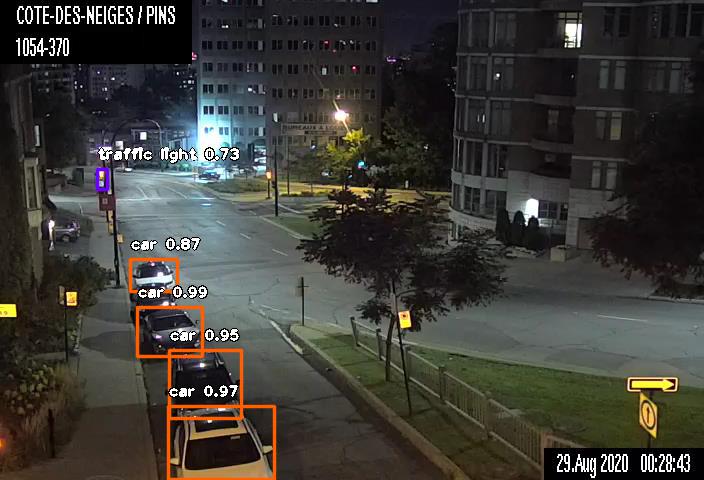 COTE-DES-NEIGES / PINS
1054-370
traffic light 0.73
car 0.87
car 0.99
car 0.95
car 0.97
29.Aug 2020 00:28:43